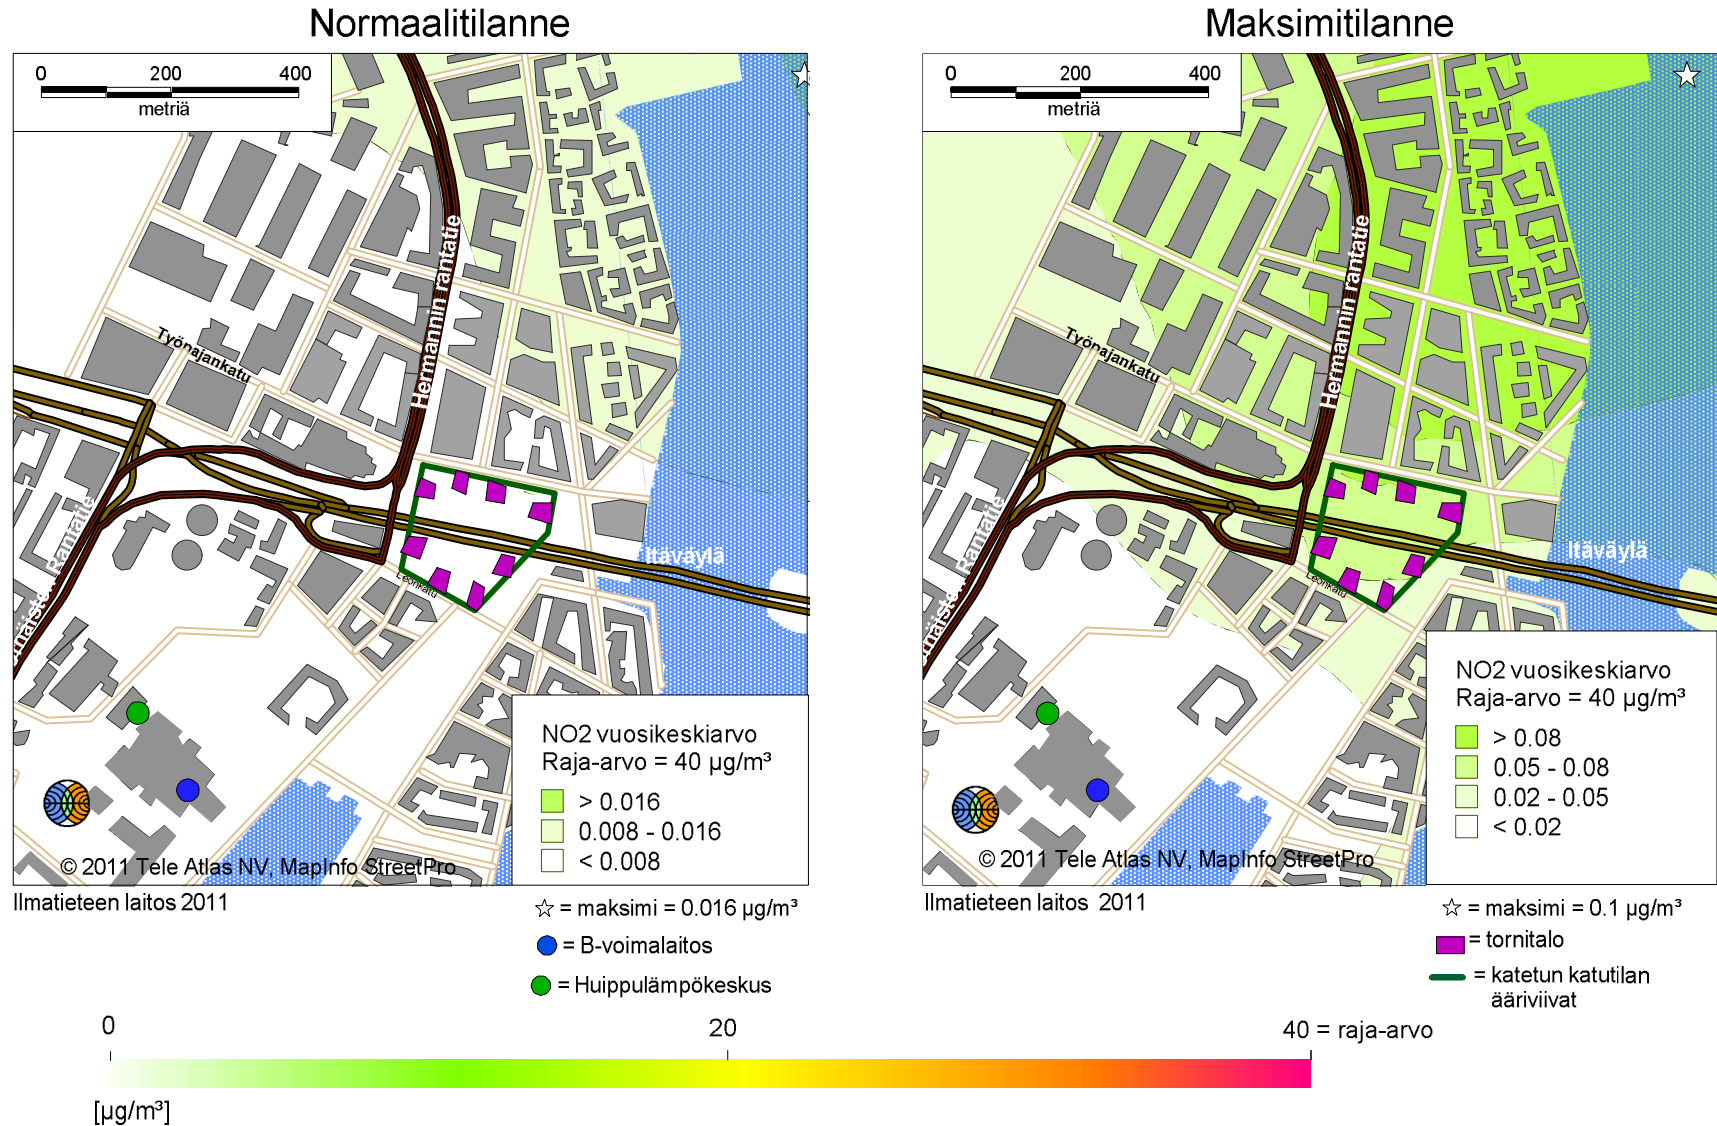 Normaalitilanne
Maksimitilanne
0 200 400
metriä
0 200 400
metriä
Hermannin rantatie
Työpajankatu
Itäväylä
Leonkatu
Rantatie
Hermannin rantatie
Työpajankatu
Itäväylä
Leonkatu
Rantatie
NO2 vuosikeskiarvo
Raja-arvo = 40 µg/m³
> 0.016
0.008 - 0.016
< 0.008
NO2 vuosikeskiarvo
Raja-arvo = 40 µg/m³
> 0.08
0.05 - 0.08
0.02 - 0.05
< 0.02
© 2011 Tele Atlas NV, MapInfo StreetPro
© 2011 Tele Atlas NV, MapInfo StreetPro
Ilmatieteen laitos 2011
Ilmatieteen laitos 2011
= maksimi = 0.016 µg/m³
= B-voimalaitos
= Huippulämpökeskus
= maksimi = 0.1 µg/m³
= tornitalo
= katetun katutilan
ääriviivat
0 20 40 = raja-arvo
[µg/m³]